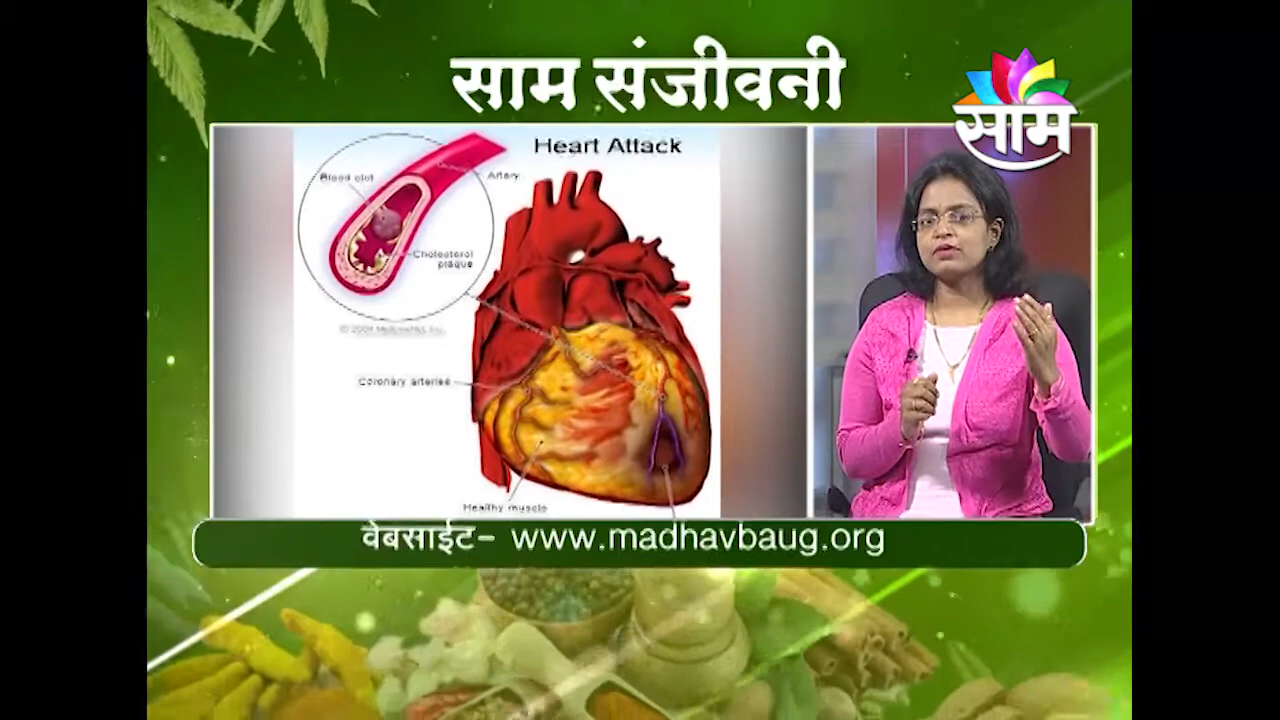 साम संजीवनी
साम
Heart Attack
Blood clot
Artery
Cholesterol
plaque
Coronary arteries
Healthy muscle
वेबसाईट- www.madhavbaug.org